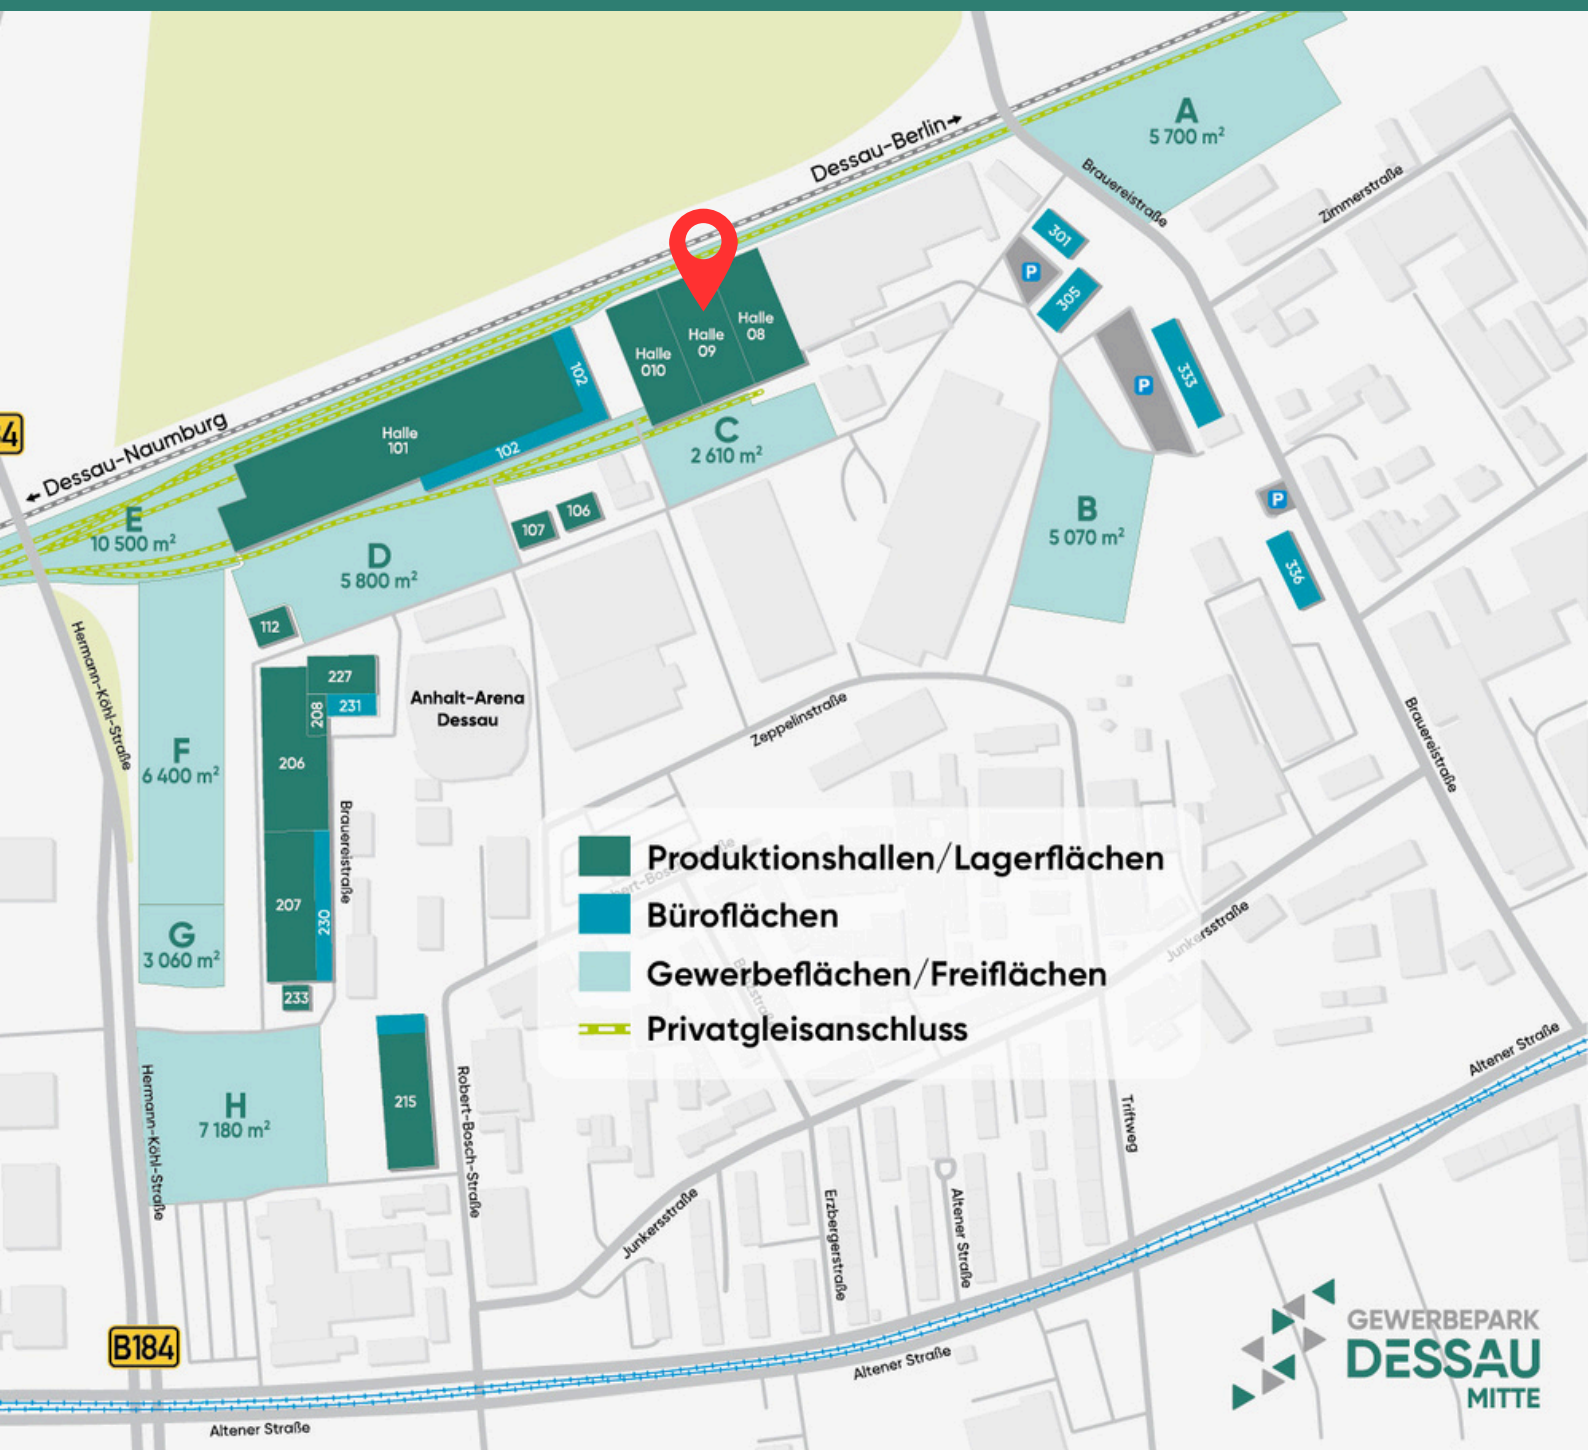 Dessau-Berlin
A
5 700 m²
Brauereistraße
Zimmerstraße
301
P
305
Halle
08
Halle
09
Halle
010
102
333
P
4
Dessau-Naumburg
Halle
101
102
C
2 610 m²
E
10 500 m²
107
106
B
5 070 m²
P
336
D
5 800 m²
112
Hermann-Köhl-Straße
227
208
231
Anhalt-Arena
Dessau
Zeppelinstraße
Brauereistraße
F
6 400 m²
206
Brauereistraße
207
230
G
3 060 m²
233
Produktionshallen/Lagerflächen
Büroflächen
Gewerbeflächen/Freiflächen
Privatgleisanschluss
Junkersstraße
Altener Straße
Hermann-Köhl-Straße
H
7 180 m²
215
Robert-Bosch-Straße
Triftweg
Junkersstraße
Erzbergerstraße
Altener Straße
B184
Altener Straße
Altener Straße
GEWERBEPARK
DESSAU
MITTE